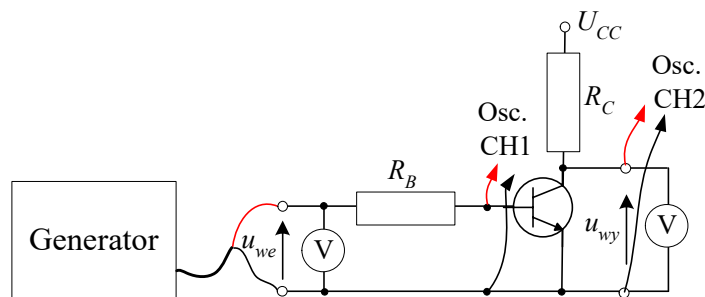 U_CC
Osc.
CH2
R_C
Osc.
CH1
R_B
Generator
u_we
V
u_wy
V